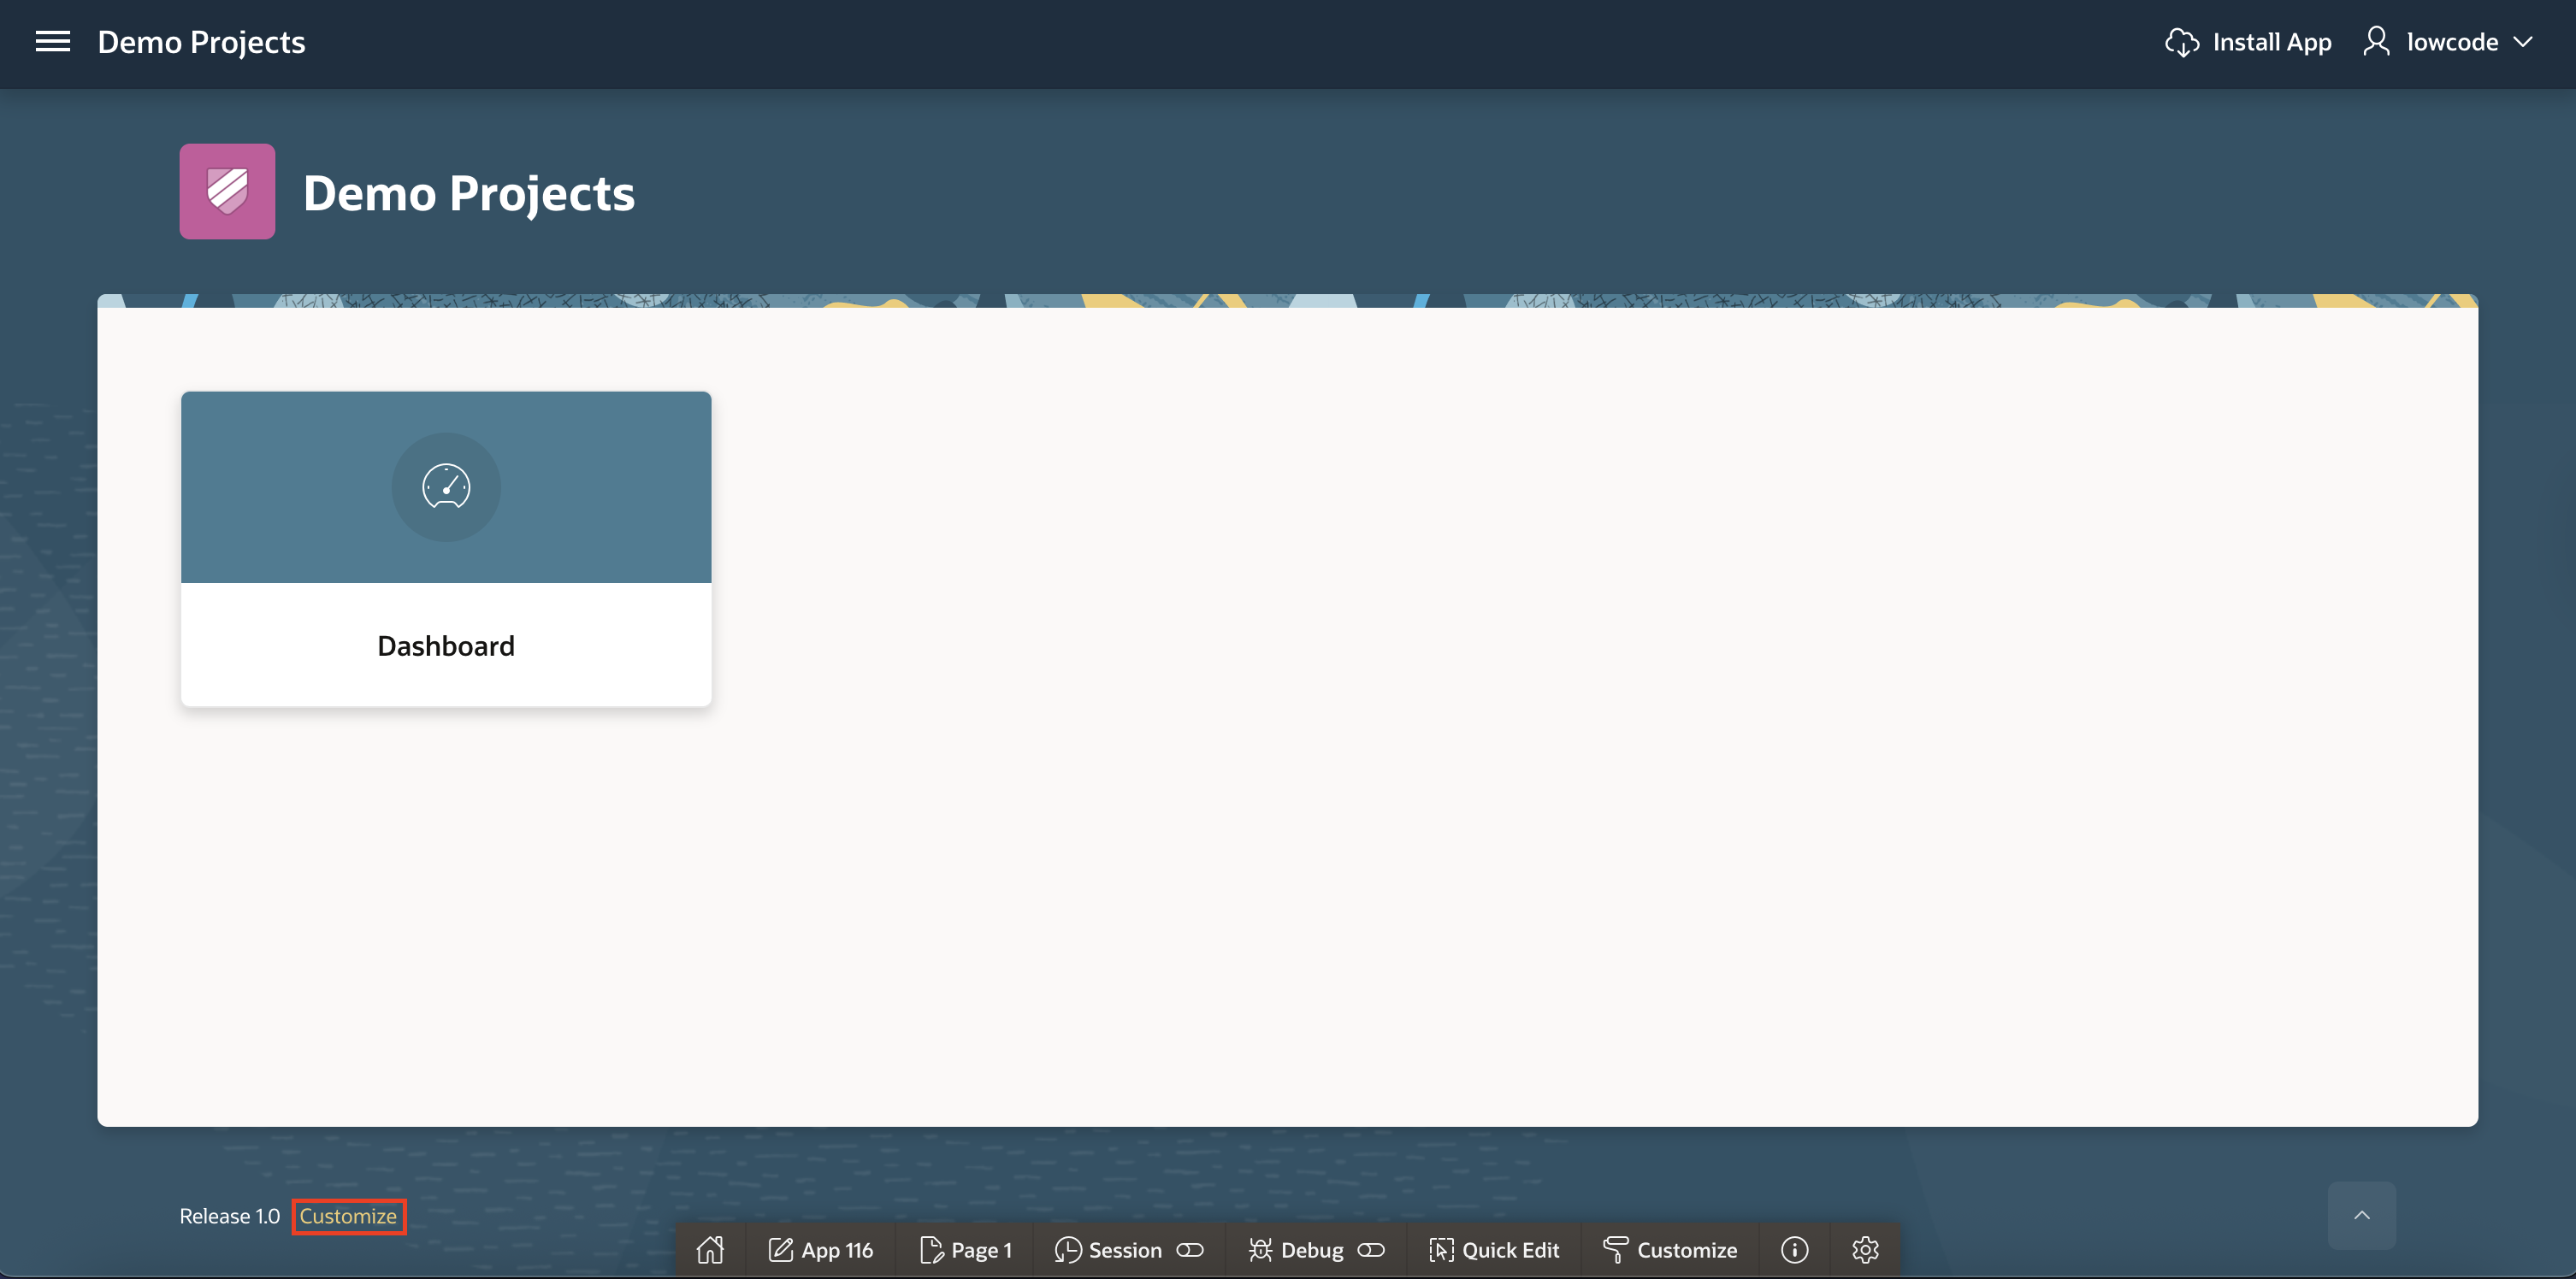 Demo Projects
Install App
lowcode
Demo Projects
Dashboard
Release 1.0 Customize
App 116
Page 1
Session
Debug
Quick Edit
Customize